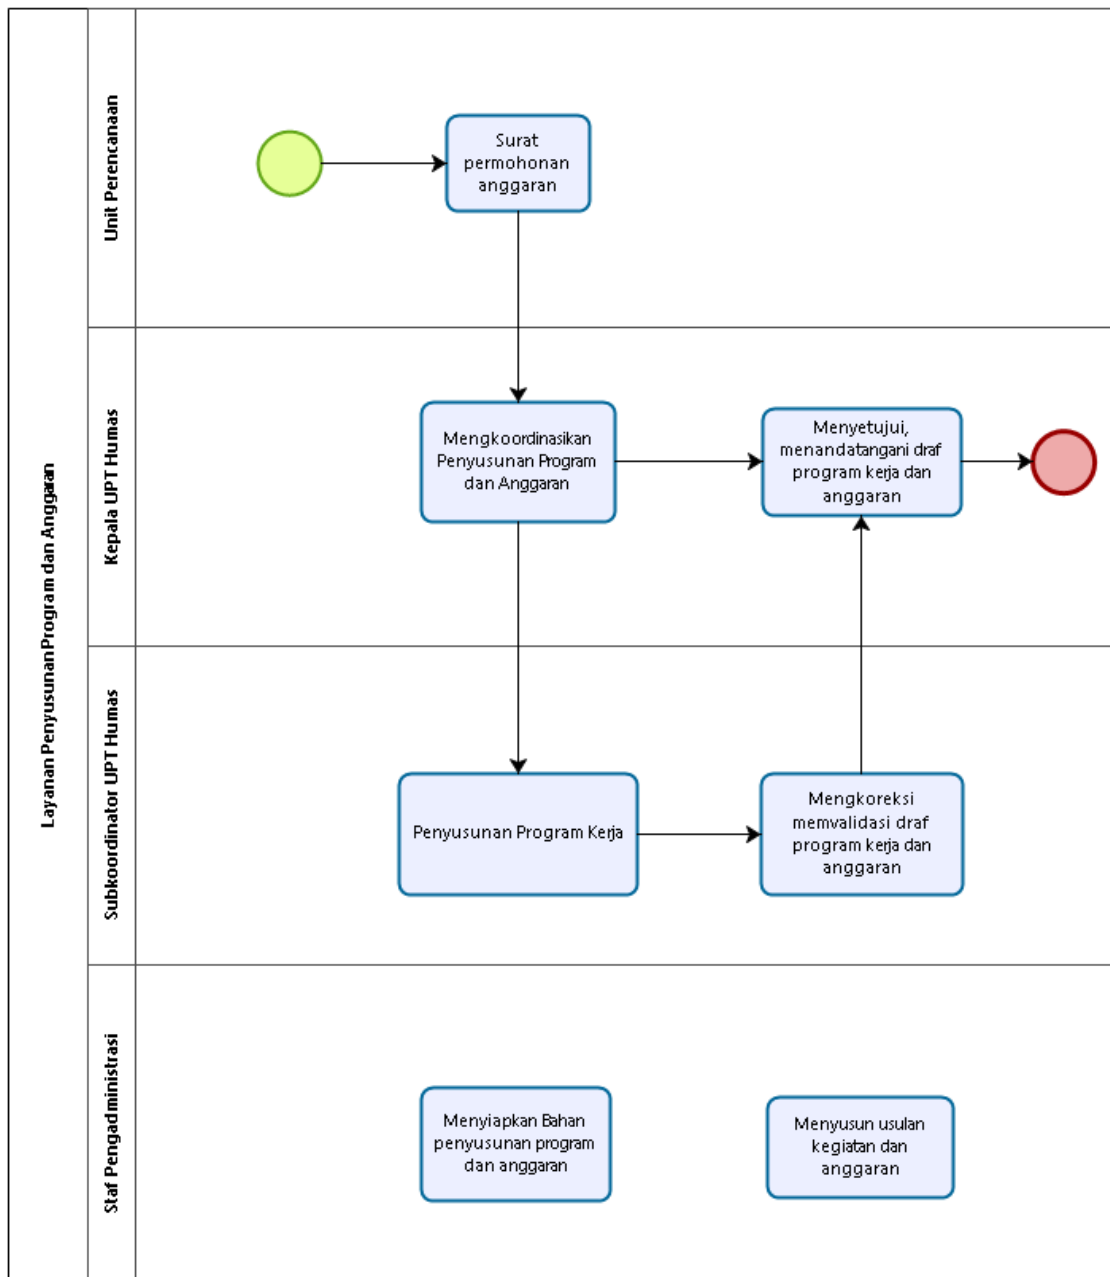 Layanan Penyusunan Program dan Anggaran
Unit Perencanaan
Surat
permohonan
anggaran
Kepala UPT Humas
Mengkoordinasikan
Penyusunan Program
dan Anggaran
Menyetujui,
menandatangani draf
program kerja dan
anggaran
Subkoordinator UPT Humas
Penyusunan Program Kerja
Mengkoreksi
memvalidasi draf
program kerja dan
anggaran
Staf Pengadministrasi
Menyiapkan Bahan
penyusunan program
dan anggaran
Menyusun usulan
kegiatan dan
anggaran